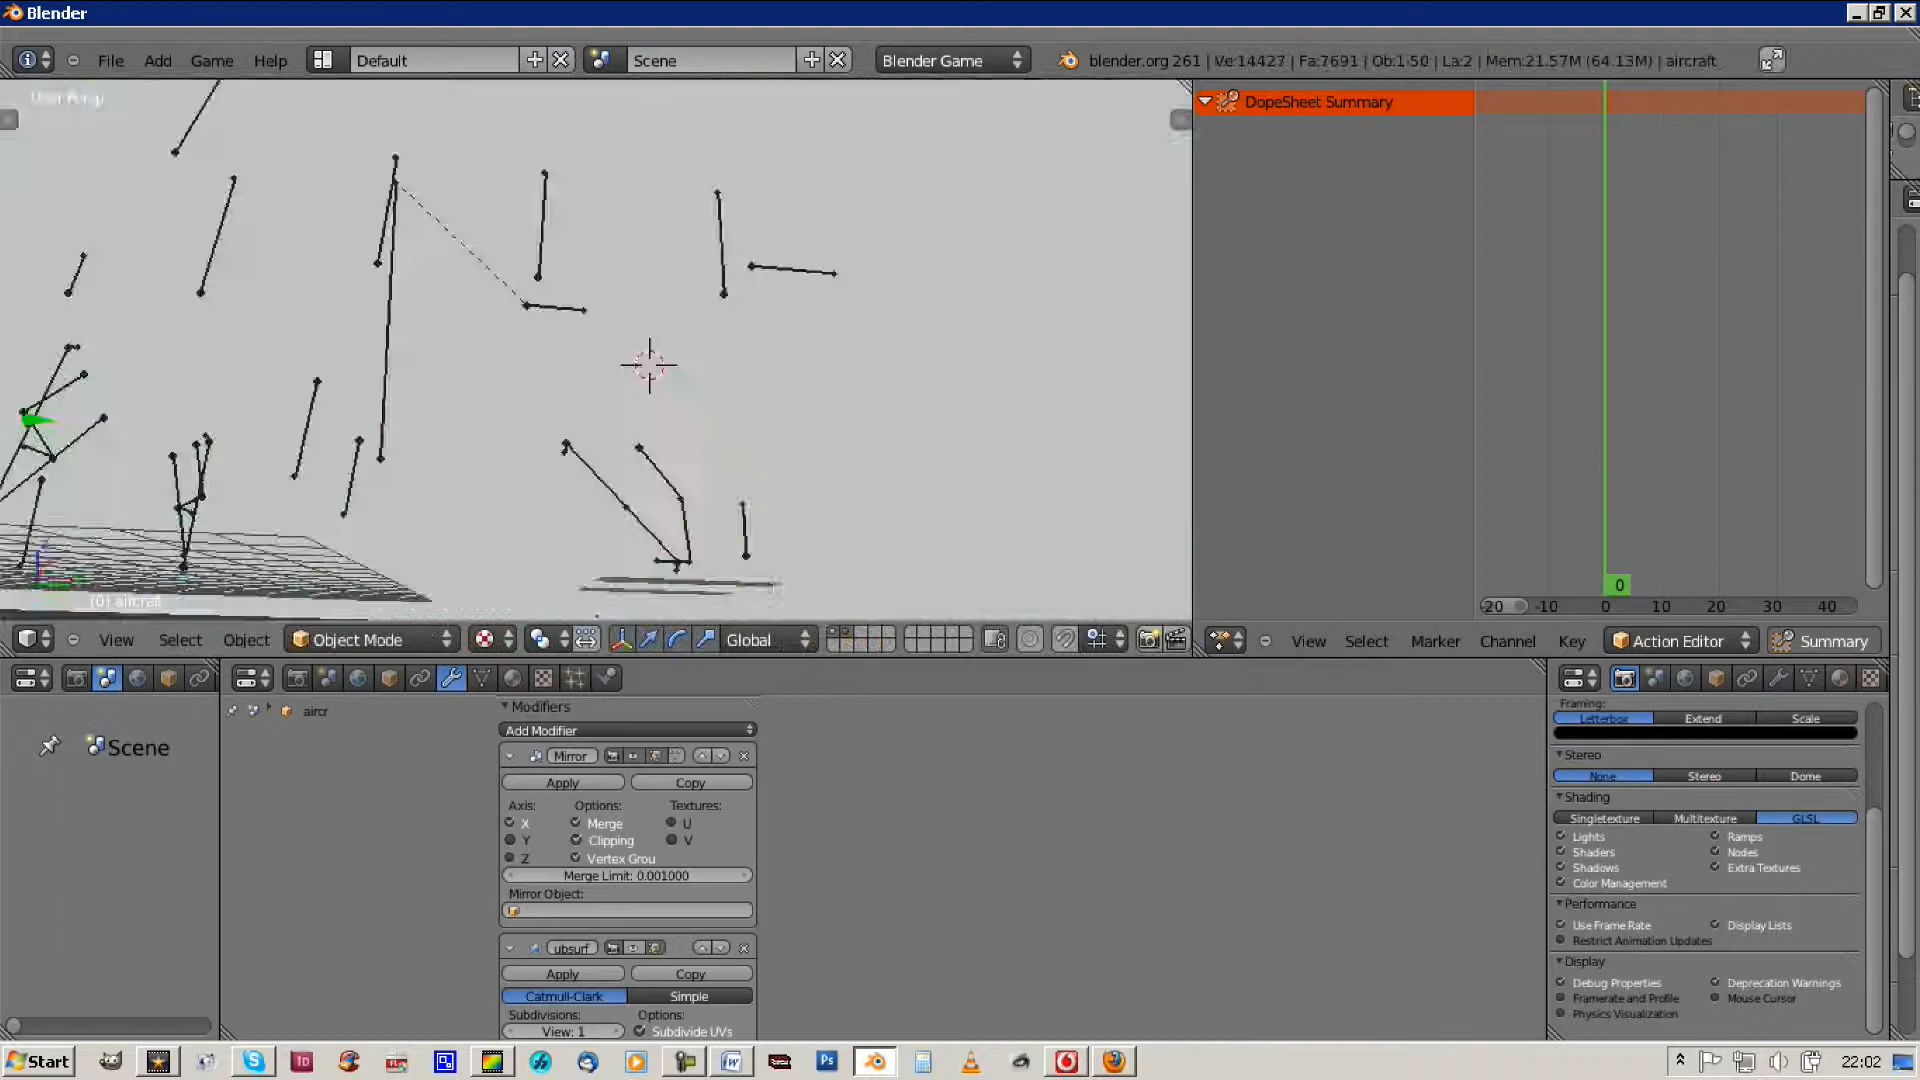 Blender
File Add Game Help Default Scene Blender Game blender.org 261 | Ve:14427 | Fa:7691 | Ob:1-50 | La:2 | Mem:21.57M (64.13M) | aircraft
User Persp
DopeSheet Summary
0
(0) aircraft
-20 -10 0 10 20 30 40
View Select Object Object Mode Global
View Select Marker Channel Key Action Editor Summary
Scene
aircr
Modifiers
Add Modifier
Mirror
Apply Copy
Axis: Options: Textures:
X Merge U
Y Clipping V
Z Vertex Grou
Merge Limit: 0.001000
Mirror Object:
ubsurf
Apply Copy
Catmull-Clark Simple
Subdivisions: Options:
View: 1 Subdivide UVs
Framing:
Letterbox Extend Scale
Stereo
None Stereo Dome
Shading
Singletexture Multitexture GLSL
Lights Ramps
Shaders Nodes
Shadows Extra Textures
Color Management
Performance
Use Frame Rate Display Lists
Restrict Animation Updates
Display
Debug Properties Deprecation Warnings
Framerate and Profile Mouse Cursor
Physics Visualization
Start 22:02